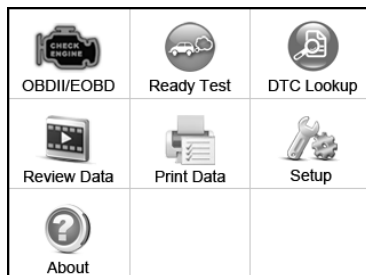 CHECK
ENGINE
OBDII/EOBD
Ready Test
DTC Lookup
Review Data
Print Data
Setup
About